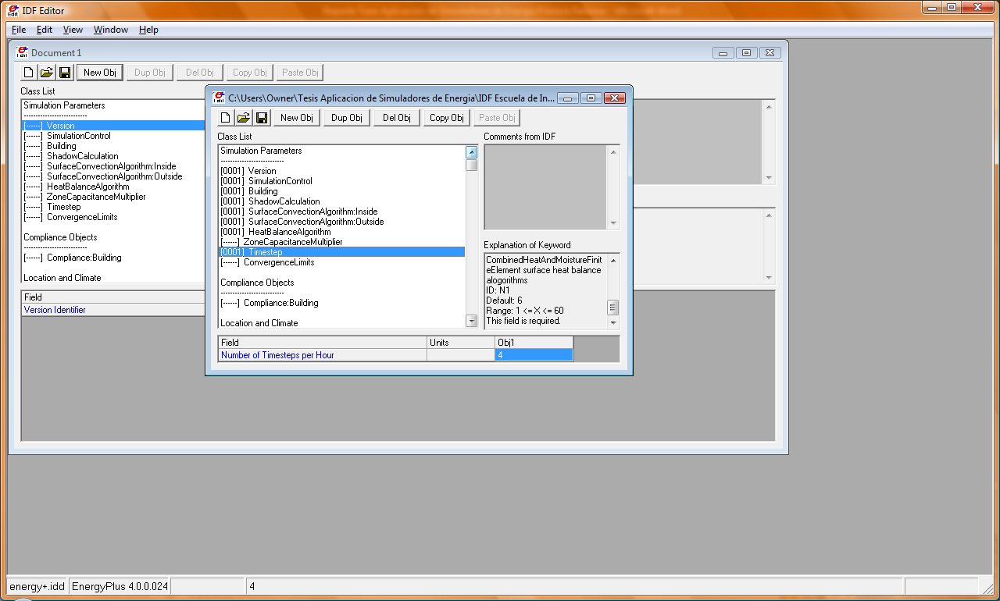 IDF Editor
File Edit View Window Help
Document 1
New Obj Dup Obj Del Obj Copy Obj Paste Obj
Class List
Simulation Parameters
-------------------------
[-----] Version
[-----] SimulationControl
[-----] Building
[-----] ShadowCalculation
[-----] SurfaceConvectionAlgorithm:Inside
[-----] SurfaceConvectionAlgorithm:Outside
[-----] HeatBalanceAlgorithm
[-----] ZoneCapacitanceMultiplier
[-----] Timestep
[-----] ConvergenceLimits
Compliance Objects
-------------------------
[-----] Compliance:Building
Location and Climate
Field
Version Identifier
C:\Users\Owner\Tesis Aplicacion de Simuladores de Energia\IDF Escuela de In...
New Obj Dup Obj Del Obj Copy Obj Paste Obj
Class List
Simulation Parameters
-------------------------
[0001] Version
[0001] SimulationControl
[0001] Building
[0001] ShadowCalculation
[0001] SurfaceConvectionAlgorithm:Inside
[0001] SurfaceConvectionAlgorithm:Outside
[0001] HeatBalanceAlgorithm
[-----] ZoneCapacitanceMultiplier
[0001] Timestep
[-----] ConvergenceLimits
Compliance Objects
-------------------------
[-----] Compliance:Building
Location and Climate
Comments from IDF
Explanation of Keyword
CombinedHeatAndMoistureFinit
eElement surface heat balance
alogorithms
ID: N1
Default: 6
Range: 1 <= X <= 60
This field is required.
Field Units Obj1
Number of Timesteps per Hour 4
energy+.idd EnergyPlus 4.0.0.024 4